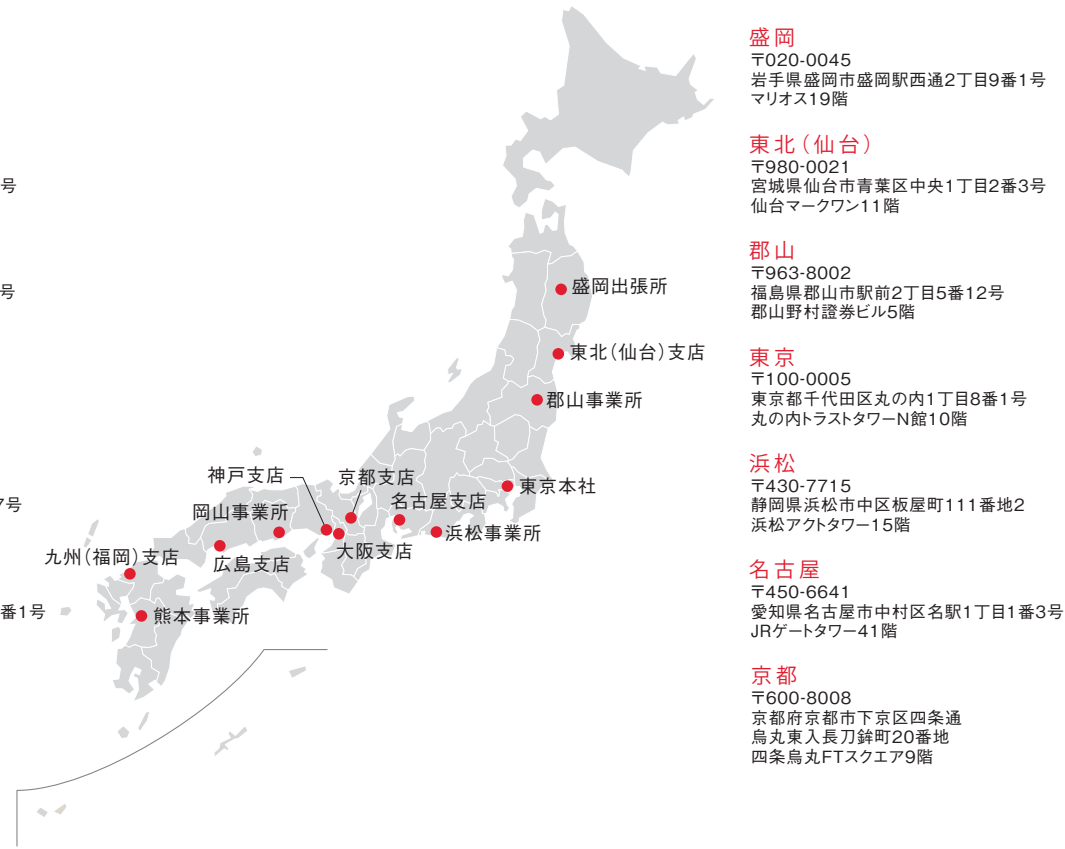 号
号
7号
番1号
盛岡出張所
東北(仙台)支店
郡山事業所
東京本社
神戸支店
京都支店
名古屋支店
浜松事業所
岡山事業所
大阪支店
広島支店
九州(福岡)支店
熊本事業所
盛岡
〒020-0045
岩手県盛岡市盛岡駅西通2丁目9番1号
マリオス19階
東北(仙台)
〒980-0021
宮城県仙台市青葉区中央1丁目2番3号
仙台マークワン11階
郡山
〒963-8002
福島県郡山市駅前2丁目5番12号
郡山野村證券ビル5階
東京
〒100-0005
東京都千代田区丸の内1丁目8番1号
丸の内トラストタワーN館10階
浜松
〒430-7715
静岡県浜松市中区板屋町111番地2
浜松アクトタワー15階
名古屋
〒450-6641
愛知県名古屋市中村区名駅1丁目1番3号
JRゲートタワー41階
京都
〒600-8008
京都府京都市下京区四条通
烏丸東入長刀鉾町20番地
四条烏丸FTスクエア9階